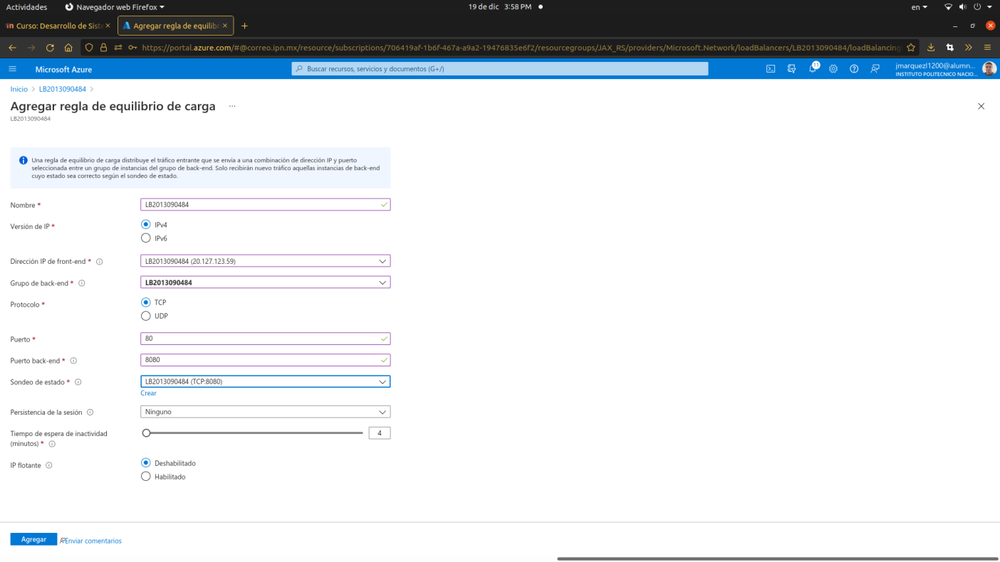 Actividades
Navegador web Firefox
19 de dic 3:58 PM
en
Curso: Desarrollo de Sist
Agregar regla de equilib
https://portal.azure.com/#@correo.ipn.mx/resource/subscriptions/706419af-1b6f-467a-a9a2-19476835e6f2/resourcegroups/JAX_RS/providers/Microsoft.Network/loadBalancers/LB2013090484/loadBalancing
Microsoft Azure
Buscar recursos, servicios y documentos (G+/)
11
jmarquezl1200@alumn...
INSTITUTO POLITECNICO NACIO...
Inicio > LB2013090484 >
Agregar regla de equilibrio de carga ...
LB2013090484
Una regla de equilibrio de carga distribuye el tráfico entrante que se envía a una combinación de dirección IP y puerto
seleccionada entre un grupo de instancias del grupo de back-end. Solo recibirán nuevo tráfico aquellas instancias de back-end
cuyo estado sea correcto según el sondeo de estado.
Nombre * LB2013090484
Versión de IP * IPv4
IPv6
Dirección IP de front-end * LB2013090484 (20.127.123.59)
Grupo de back-end * LB2013090484
Protocolo * TCP
UDP
Puerto * 80
Puerto back-end * 8080
Sondeo de estado * LB2013090484 (TCP:8080)
Crear
Persistencia de la sesión Ninguno
Tiempo de espera de inactividad
(minutos) * 4
IP flotante Deshabilitado
Habilitado
Agregar Enviar comentarios